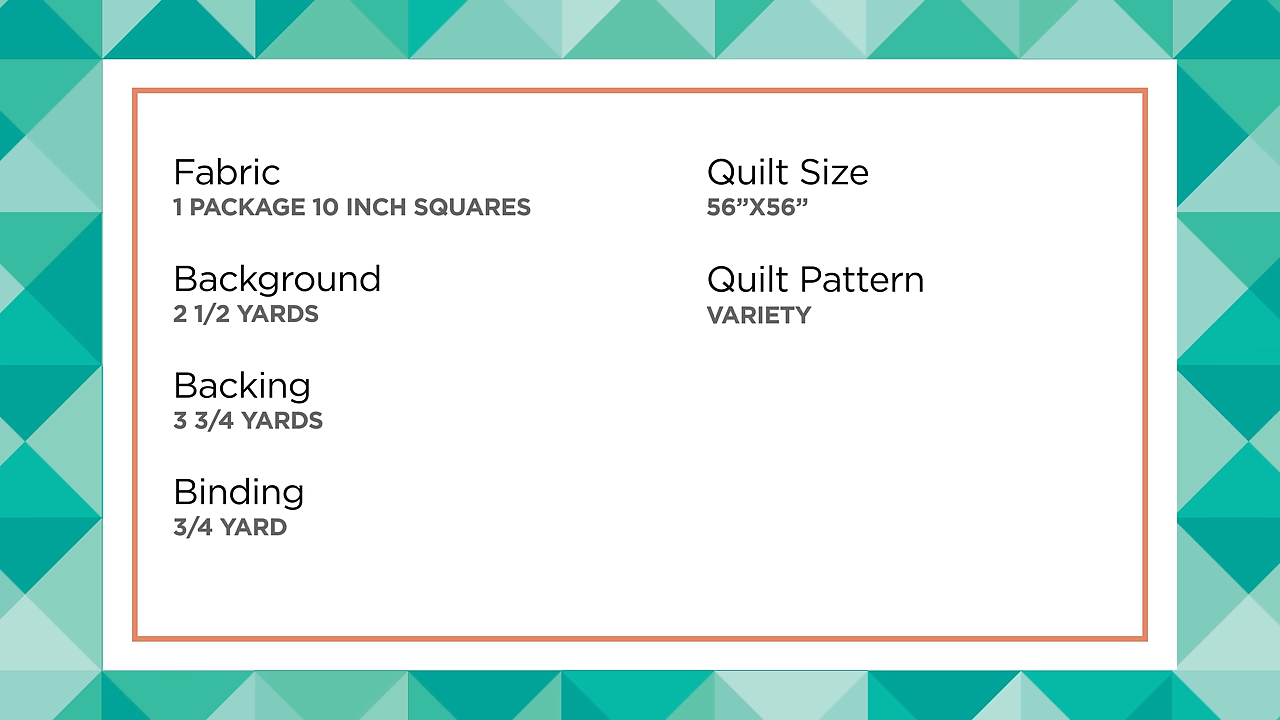 Fabric
1 PACKAGE 10 INCH SQUARES
Background
2 1/2 YARDS
Backing
3 3/4 YARDS
Binding
3/4 YARD
Quilt Size
56”X56”
Quilt Pattern
VARIETY